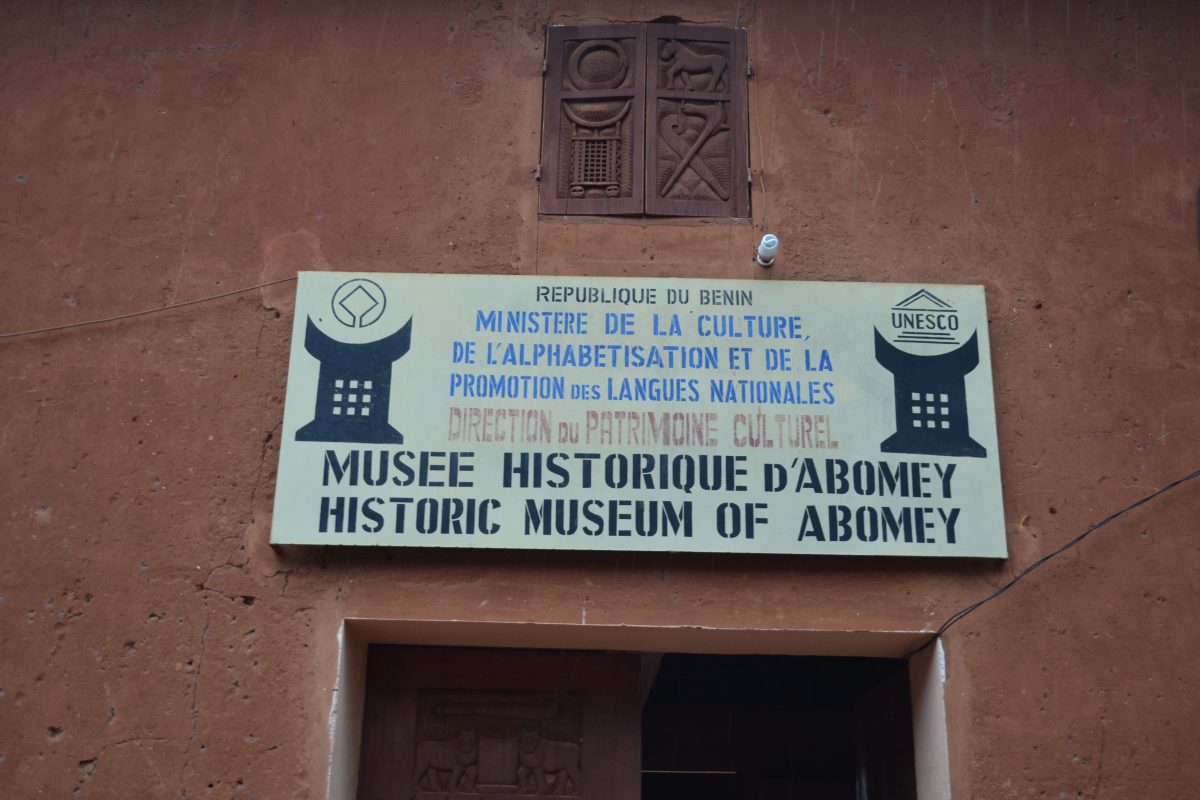 REPUBLIQUE DU BENIN
MINISTERE DE LA CULTURE,
DE L'ALPHABETISATION ET DE LA
PROMOTION DES LANGUES NATIONALES
DIRECTION DU PATRIMOINE CULTUREL
MUSEE HISTORIQUE D'ABOMEY
HISTORIC MUSEUM OF ABOMEY
UNESCO